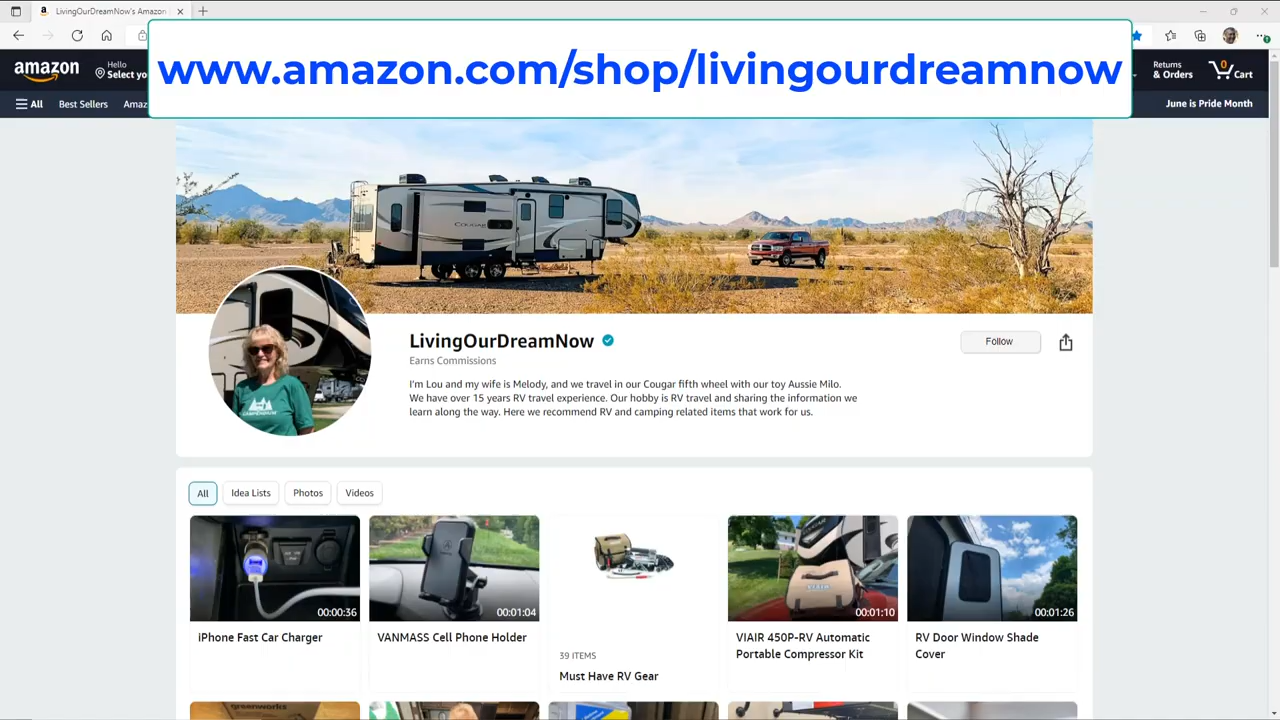 LivingOurDreamNow's Amazon
www.amazon.com/shop/livingourdreamnow
amazon
Hello
Select yo
Returns
& Orders
0
Cart
All
Best Sellers
Amaz
June is Pride Month
COUGAR
LivingOurDreamNow
Earns Commissions
Follow
I'm Lou and my wife is Melody, and we travel in our Cougar fifth wheel with our toy Aussie Milo.
We have over 15 years RV travel experience. Our hobby is RV travel and sharing the information we
learn along the way. Here we recommend RV and camping related items that work for us.
All
Idea Lists
Photos
Videos
00:00:36
00:01:04
00:01:10
00:01:26
iPhone Fast Car Charger
VANMASS Cell Phone Holder
39 ITEMS
Must Have RV Gear
VIAIR 450P-RV Automatic
Portable Compressor Kit
RV Door Window Shade
Cover
greenworks